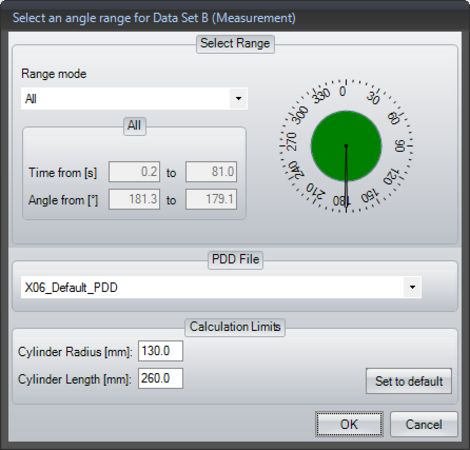 Select an angle range for Data Set B (Measurement)
Select Range
Range mode
All
All
Time from [s] 0.2 to 81.0
Angle from [°] 181.3 to 179.1
0
30
60
90
120
150
180
210
240
270
300
330
PDD File
X06_Default_PDD
Calculation Limits
Cylinder Radius [mm]: 130.0
Cylinder Length [mm]: 260.0
Set to default
OK Cancel